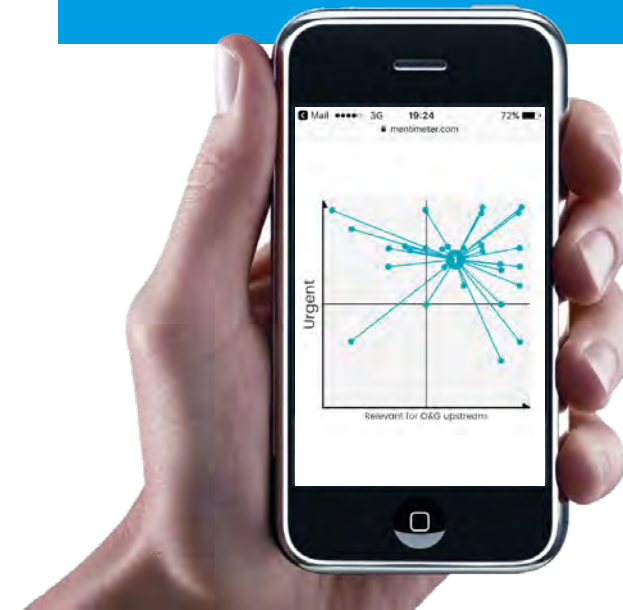 Mail 3G 19:24 72%
mentimeter.com
1
Urgent
Relevant for O&G upstream